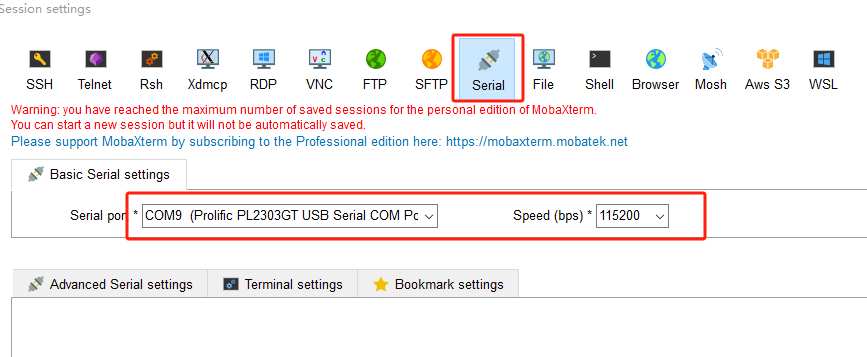 Session settings
SSH Telnet Rsh Xdmcp RDP VNC FTP SFTP Serial File Shell Browser Mosh Aws S3 WSL
Warning: you have reached the maximum number of saved sessions for the personal edition of MobaXterm.
You can start a new session but it will not be automatically saved.
Please support MobaXterm by subscribing to the Professional edition here: https://mobaxterm.mobatek.net
Basic Serial settings
Serial port * COM9 (Prolific PL2303GT USB Serial COM Po Speed (bps) * 115200
Advanced Serial settings Terminal settings Bookmark settings